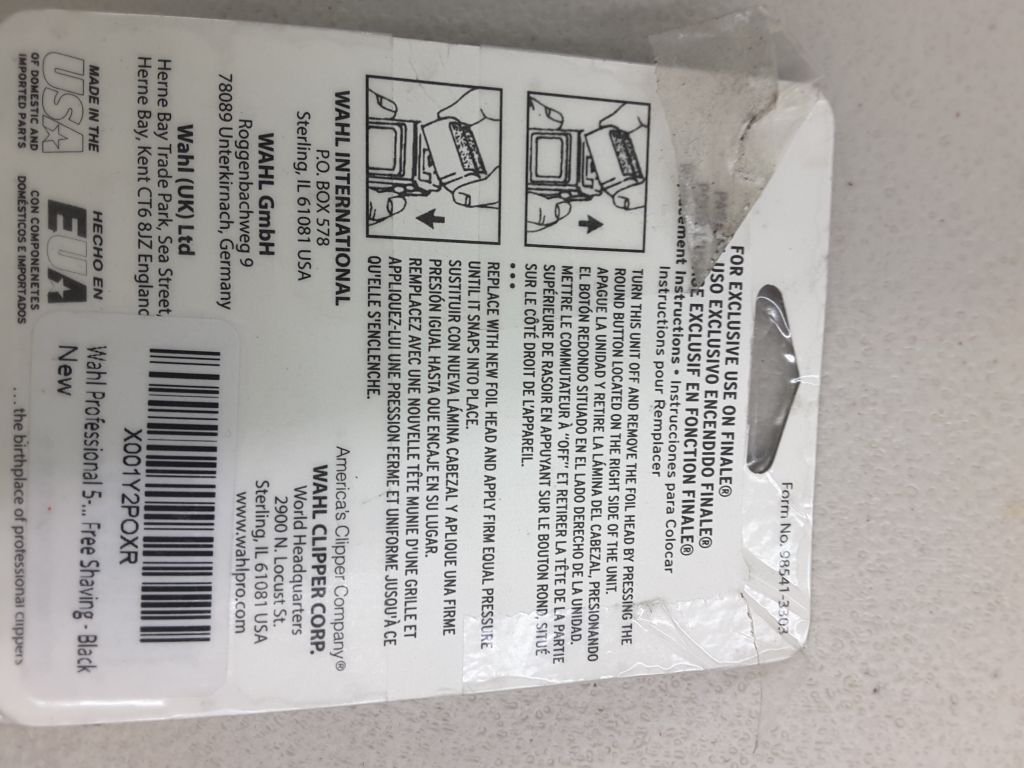 Form No. 98541-3303
FOR EXCLUSIVE USE ON FINALE®
USO EXCLUSIVO ENCENDIDO FINALE®
EXCLUSIF EN FONCTION FINALE®
Instructions • Instrucciones para Colocar
Instructions pour Remplacer
TURN THIS UNIT OFF AND REMOVE THE FOIL HEAD BY PRESSING THE
ROUND BUTTON LOCATED ON THE RIGHT SIDE OF THE UNIT.
APAGUE LA UNIDAD Y RETIRE LA LÁMINA DEL CABEZAL, PRESIONANDO
EL BOTÓN REDONDO SITUADO EN EL LADO DERECHO DE LA UNIDAD.
METTRE LE COMMUTATEUR À "OFF" ET RETIRER LA TÊTE DE LA PARTIE
SUPÉRIEURE DE RASOIR EN APPUYANT SUR LE BOUTON ROND, SITUÉ
SUR LE CÔTÉ DROIT DE L'APPAREIL.
•••
REPLACE WITH NEW FOIL HEAD AND APPLY FIRM EQUAL PRESSURE
UNTIL IT SNAPS INTO PLACE.
SUSTITUIR CON NUEVA LÁMINA CABEZAL Y APLIQUE UNA FIRME
PRESIÓN IGUAL HASTA QUE ENCAJE EN SU LUGAR.
REMPLACEZ AVEC UNE NOUVELLE TÊTE MUNIE D'UNE GRILLE ET
APPLIQUEZ-LUI UNE PRESSION FERME ET UNIFORME JUSQU'À CE
QU'ELLE S'ENCLENCHE.
WAHL INTERNATIONAL
P.O. BOX 578
Sterling, IL 61081 USA
WAHL GmbH
Roggenbachweg 9
78089 Unterkirnach, Germany
Wahl (UK) Ltd
Herne Bay Trade Park, Sea Street,
Herne Bay, Kent CT6 8JZ England
America's Clipper Company®
WAHL CLIPPER CORP.
World Headquarters
2900 N. Locust St.
Sterling, IL 61081 USA
www.wahlpro.com
MADE IN THE
USA
OF DOMESTIC AND
IMPORTED PARTS
HECHO EN
EUA
CON COMPONENETES
DOMÉSTICOS E IMPORTADOS
X001Y2POXR
Wahl Professional 5-... Free Shaving - Black
New
...the birthplace of professional clippers